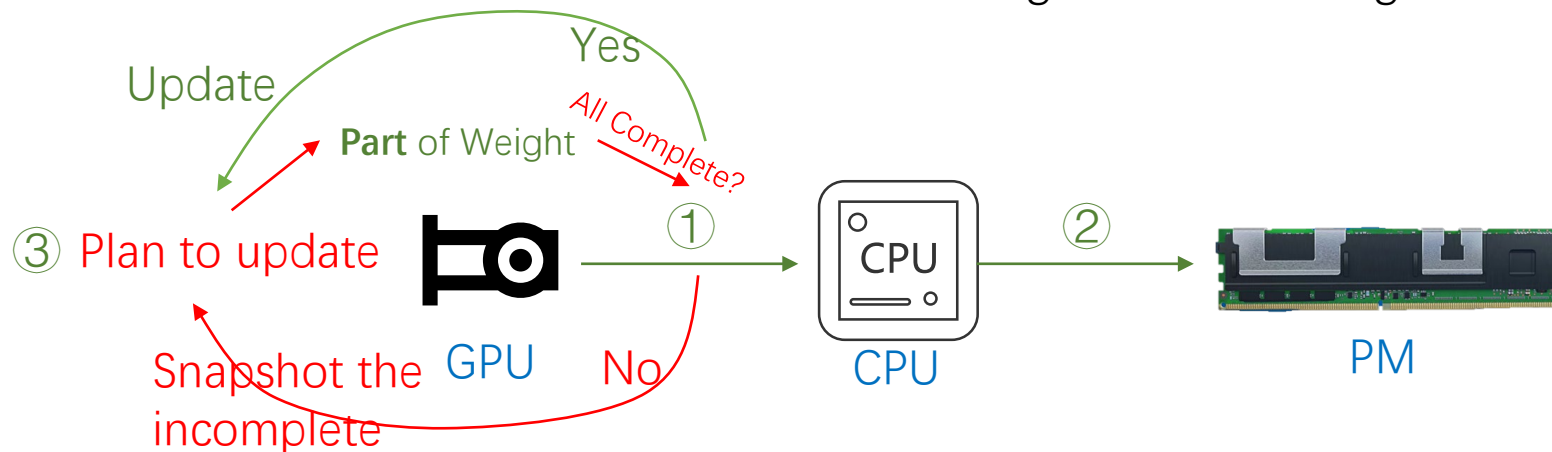 Yes
Update
All Complete?
Part of Weight
①
②
③ Plan to update
CPU
GPU
CPU
PM
No
Snapshot the
incomplete